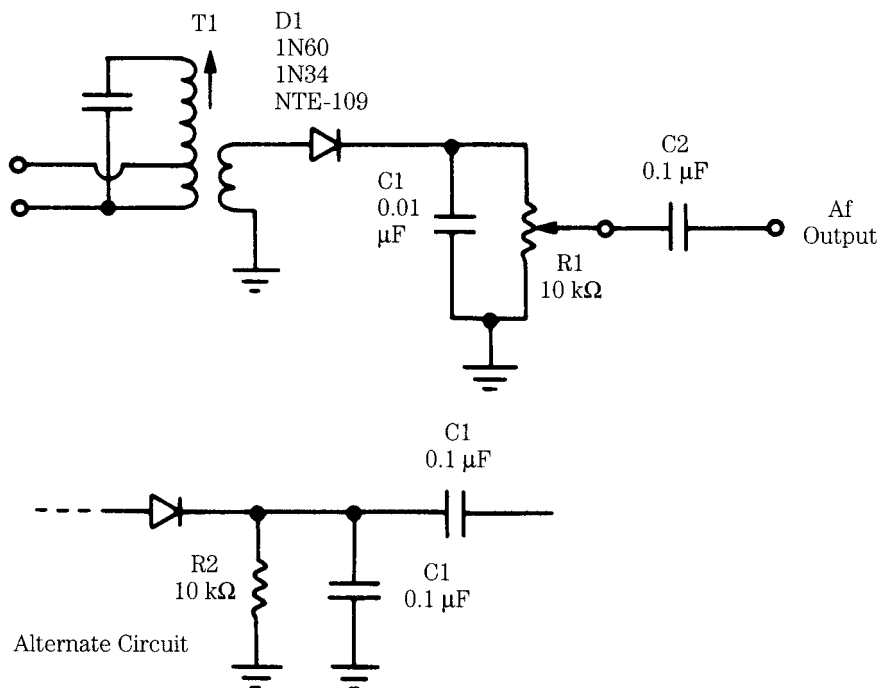 T1
D1
1N60
1N34
NTE-109
C1
0.01
µF
C2
0.1 µF
Af
Output
R1
10 kΩ
C1
0.1 µF
R2
10 kΩ
C1
0.1 µF
Alternate Circuit